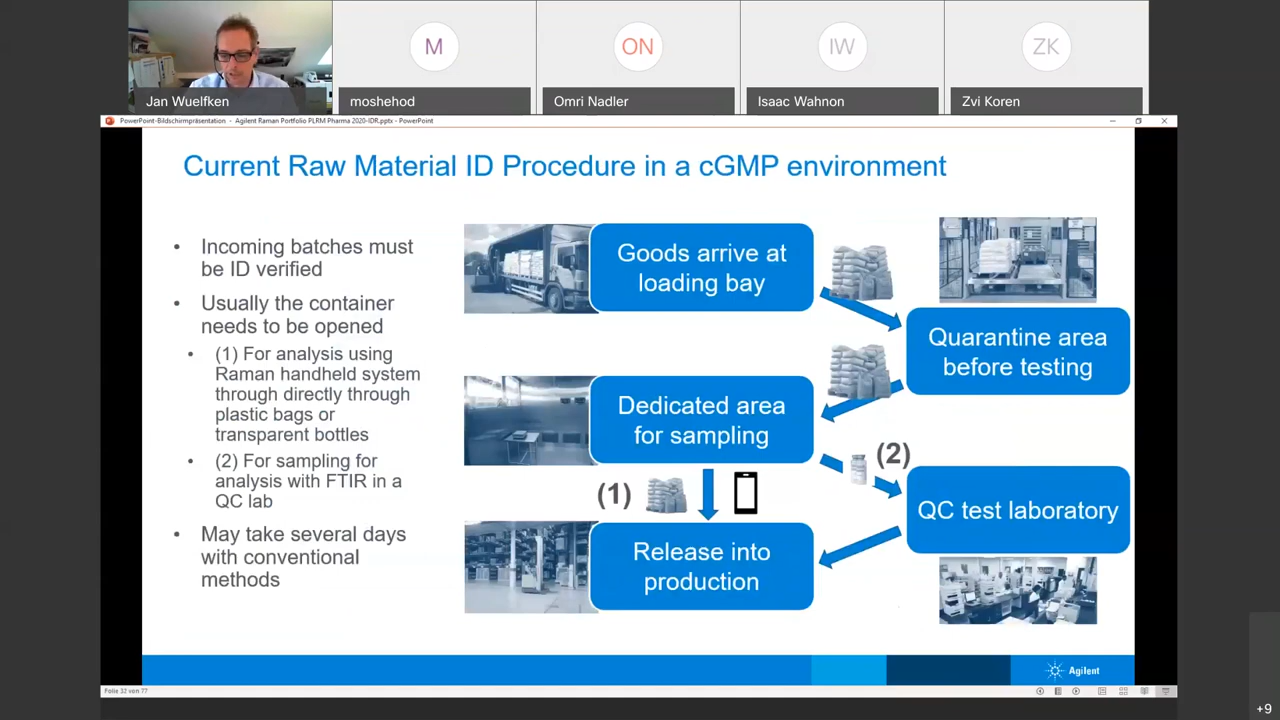 M
ON
IW
ZK
Jan Wuelfken
moshehod
Omri Nadler
Isaac Wahnon
Zvi Koren
PowerPoint-Bildschirmpräsentation - Agilent Raman Portfolio PLRM Pharma 2020-IDR.pptx - PowerPoint
Current Raw Material ID Procedure in a cGMP environment
• Incoming batches must
be ID verified
• Usually the container
needs to be opened
• (1) For analysis using
Raman handheld system
through directly through
plastic bags or
transparent bottles
• (2) For sampling for
analysis with FTIR in a
QC lab
• May take several days
with conventional
methods
Goods arrive at
loading bay
Quarantine area
before testing
Dedicated area
for sampling
(2)
(1)
QC test laboratory
Release into
production
Agilent
Folie 32 von 77
+9